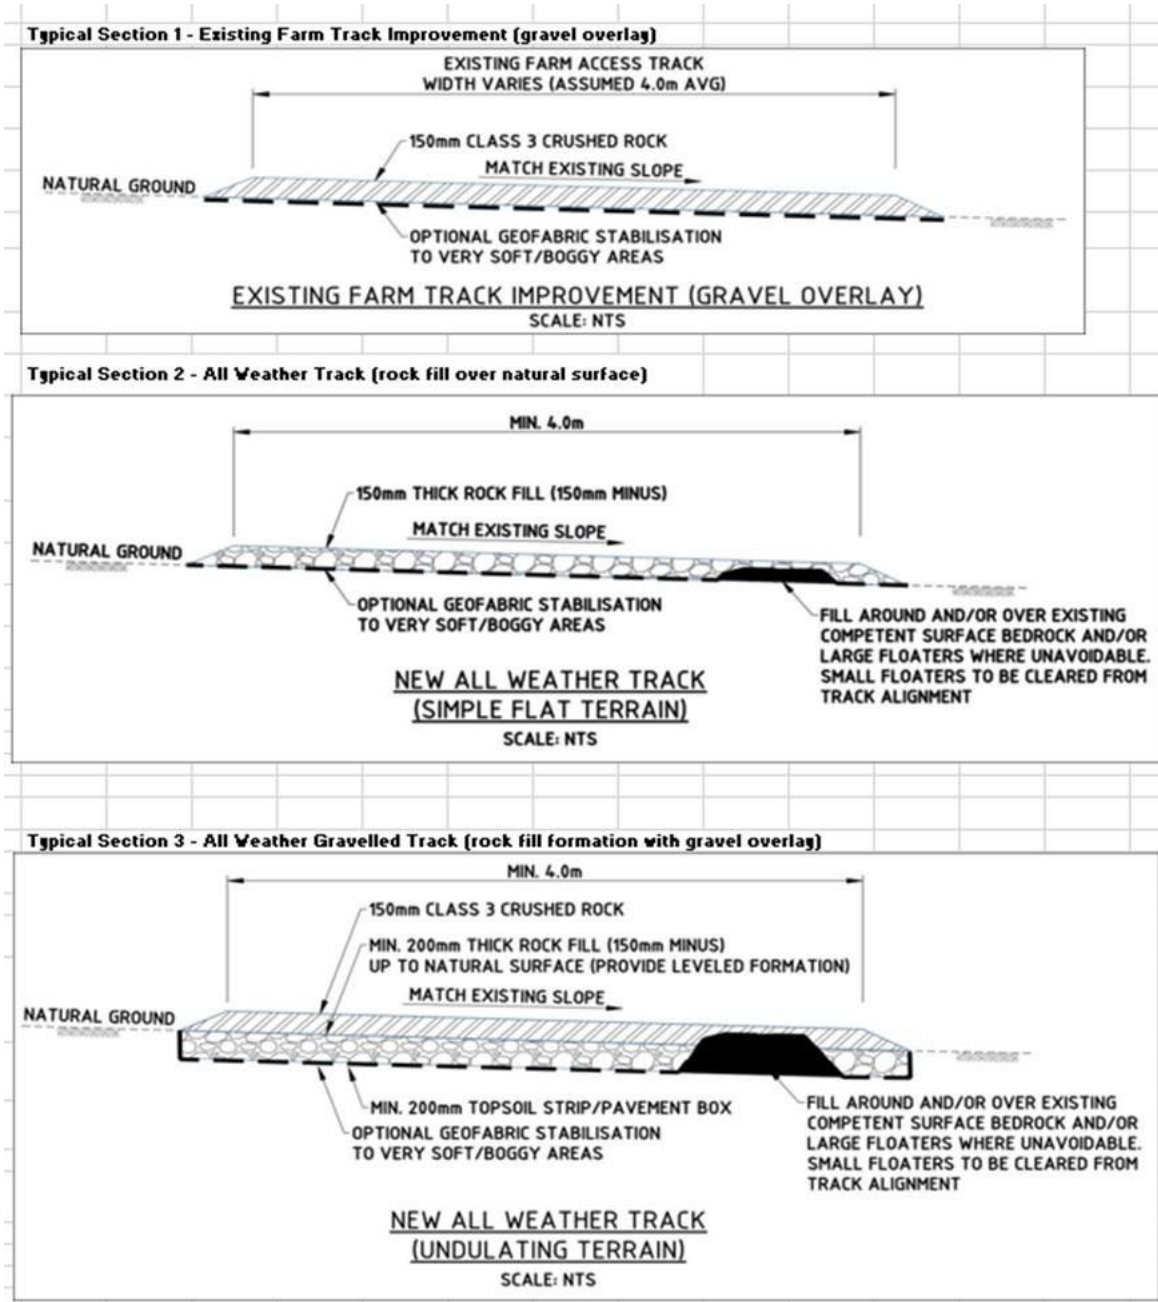 Typical Section 1 - Existing Farm Track Improvement (gravel overlay)
EXISTING FARM ACCESS TRACK
WIDTH VARIES (ASSUMED 4.0m AVG)
150mm CLASS 3 CRUSHED ROCK
MATCH EXISTING SLOPE
NATURAL GROUND
OPTIONAL GEOFABRIC STABILISATION
TO VERY SOFT/BOGGY AREAS
EXISTING FARM TRACK IMPROVEMENT (GRAVEL OVERLAY)
SCALE: NTS
Typical Section 2 - All Weather Track (rock fill over natural surface)
MIN. 4.0m
150mm THICK ROCK FILL (150mm MINUS)
MATCH EXISTING SLOPE
NATURAL GROUND
OPTIONAL GEOFABRIC STABILISATION
TO VERY SOFT/BOGGY AREAS
FILL AROUND AND/OR OVER EXISTING
COMPETENT SURFACE BEDROCK AND/OR
LARGE FLOATERS WHERE UNAVOIDABLE.
SMALL FLOATERS TO BE CLEARED FROM
TRACK ALIGNMENT
NEW ALL WEATHER TRACK
(SIMPLE FLAT TERRAIN)
SCALE: NTS
Typical Section 3 - All Weather Gravelled Track (rock fill formation with gravel overlay)
MIN. 4.0m
150mm CLASS 3 CRUSHED ROCK
MIN. 200mm THICK ROCK FILL (150mm MINUS)
UP TO NATURAL SURFACE (PROVIDE LEVELED FORMATION)
MATCH EXISTING SLOPE
NATURAL GROUND
MIN. 200mm TOPSOIL STRIP/PAVEMENT BOX
OPTIONAL GEOFABRIC STABILISATION
TO VERY SOFT/BOGGY AREAS
FILL AROUND AND/OR OVER EXISTING
COMPETENT SURFACE BEDROCK AND/OR
LARGE FLOATERS WHERE UNAVOIDABLE.
SMALL FLOATERS TO BE CLEARED FROM
TRACK ALIGNMENT
NEW ALL WEATHER TRACK
(UNDULATING TERRAIN)
SCALE: NTS